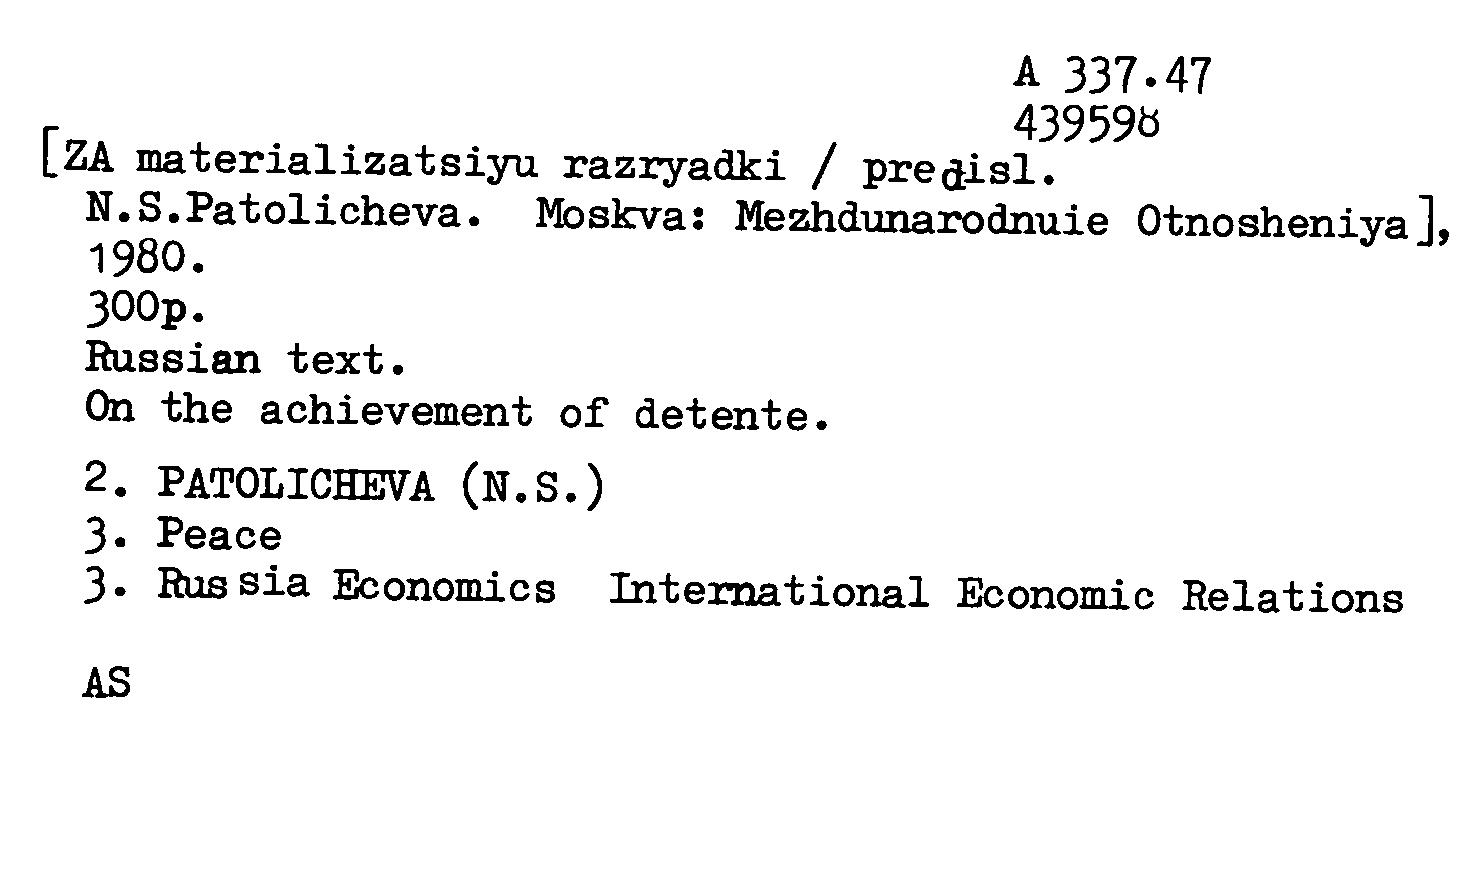 A 337.47
439598
[ZA materializatsiyu razryadki / predisl.
N.S.Patolicheva. Moskva: Mezhdunarodnuie Otnosheniya],
1980.
300p.
Russian text.
On the achievement of detente.
2. PATOLICHEVA (N.S.)
3. Peace
3. Russia Economics International Economic Relations
AS